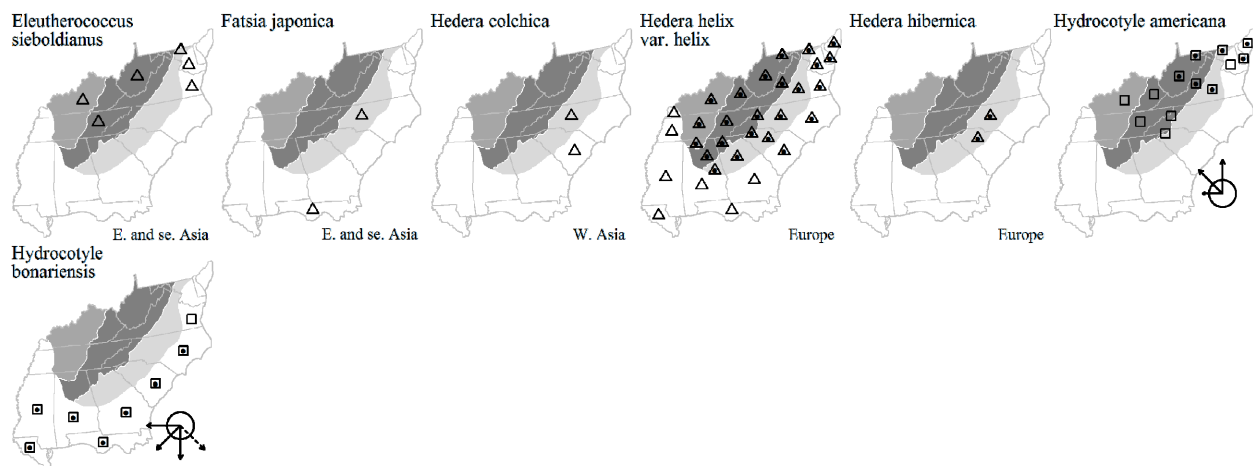 Eleutherococcus
sieboldianus
E. and se. Asia
Fatsia japonica
E. and se. Asia
Hedera colchica
W. Asia
Hedera helix
var. helix
Europe
Hedera hibernica
Europe
Hydrocotyle americana
Hydrocotyle
bonariensis